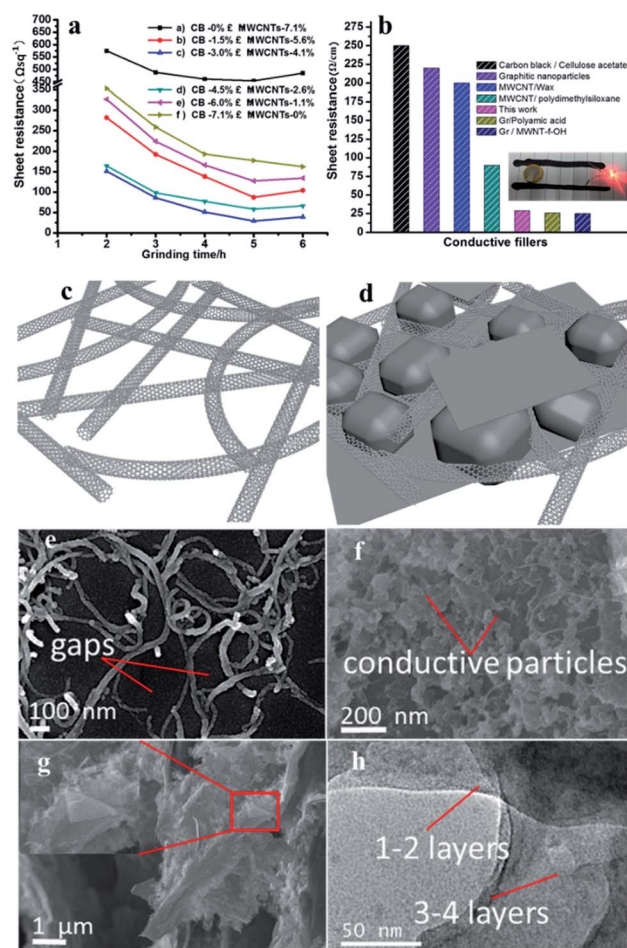 a
a) CB -0% £ MWCNTs-7.1%
b) CB -1.5% £ MWCNTs-5.6%
c) CB -3.0% £ MWCNTs-4.1%
d) CB -4.5% £ MWCNTs-2.6%
e) CB -6.0% £ MWCNTs-1.1%
f) CB -7.1% £ MWCNTs-0%
Sheet resistance(Ωsq⁻¹)
700
650
600
550
500
450
350
300
250
200
150
100
50
0
1 2 3 4 5 6
Grinding time/h
b
Carbon black / Cellulose acetate
Graphitic nanoparticles
MWCNT/Wax
MWCNT/ polydimethylsiloxane
This work
Gr/Polyamic acid
Gr / MWNT-f-OH
Sheet resistance(Ω/cm)
300
275
250
225
200
175
150
125
100
75
50
25
0
Conductive fillers
c
d
e
gaps
100 nm
f
conductive particles
200 nm
g
1 μm
h
1-2 layers
3-4 layers
50 nm